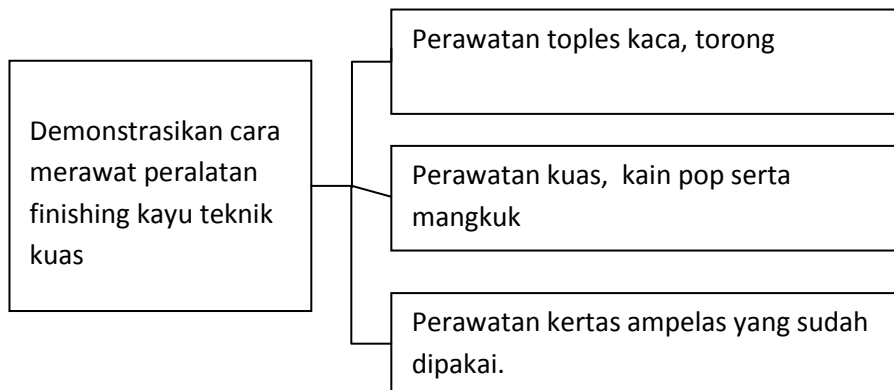 Demonstrasikan cara
merawat peralatan
finishing kayu teknik
kuas
Perawatan toples kaca, torong
Perawatan kuas, kain pop serta
mangkuk
Perawatan kertas ampelas yang sudah
dipakai.